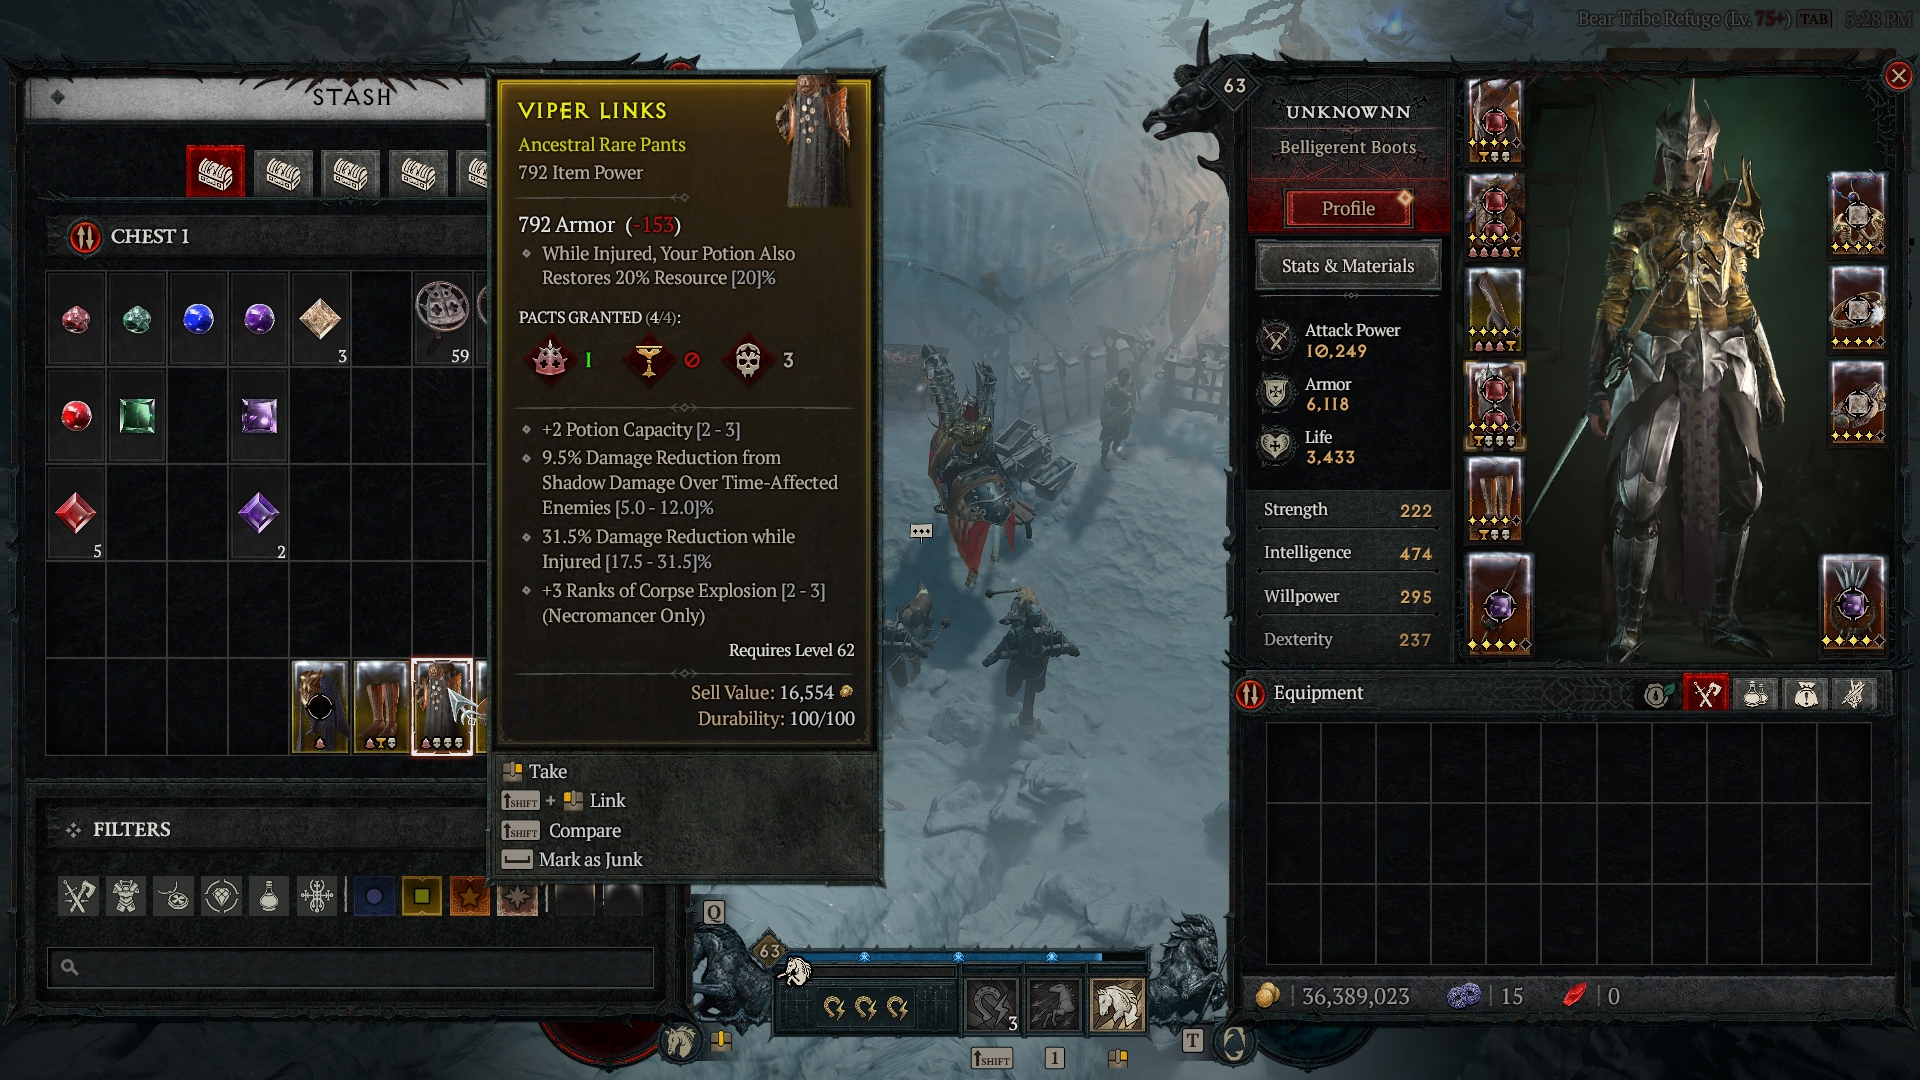 Bear Tribe Refuge (Lv. 75+) TAB 5:28 PM
STASH
CHEST 1
3
59
5
2
FILTERS
VIPER LINKS
Ancestral Rare Pants
792 Item Power
792 Armor (-153)
While Injured, Your Potion Also
Restores 20% Resource [20]%
PACTS GRANTED (4/4):
1
3
+2 Potion Capacity [2 - 3]
9.5% Damage Reduction from
Shadow Damage Over Time-Affected
Enemies [5.0 - 12.0]%
31.5% Damage Reduction while
Injured [17.5 - 31.5]%
+3 Ranks of Corpse Explosion [2 - 3]
(Necromancer Only)
Requires Level 62
Sell Value: 16,554
Durability: 100/100
Take
SHIFT + Link
SHIFT Compare
Mark as Junk
63
UNKNOWNN
Belligerent Boots
Profile
Stats & Materials
Attack Power
10,249
Armor
6,118
Life
3,433
Strength 222
Intelligence 474
Willpower 295
Dexterity 237
Equipment
36,389,023
15
0
Q
63
3
T
SHIFT
1